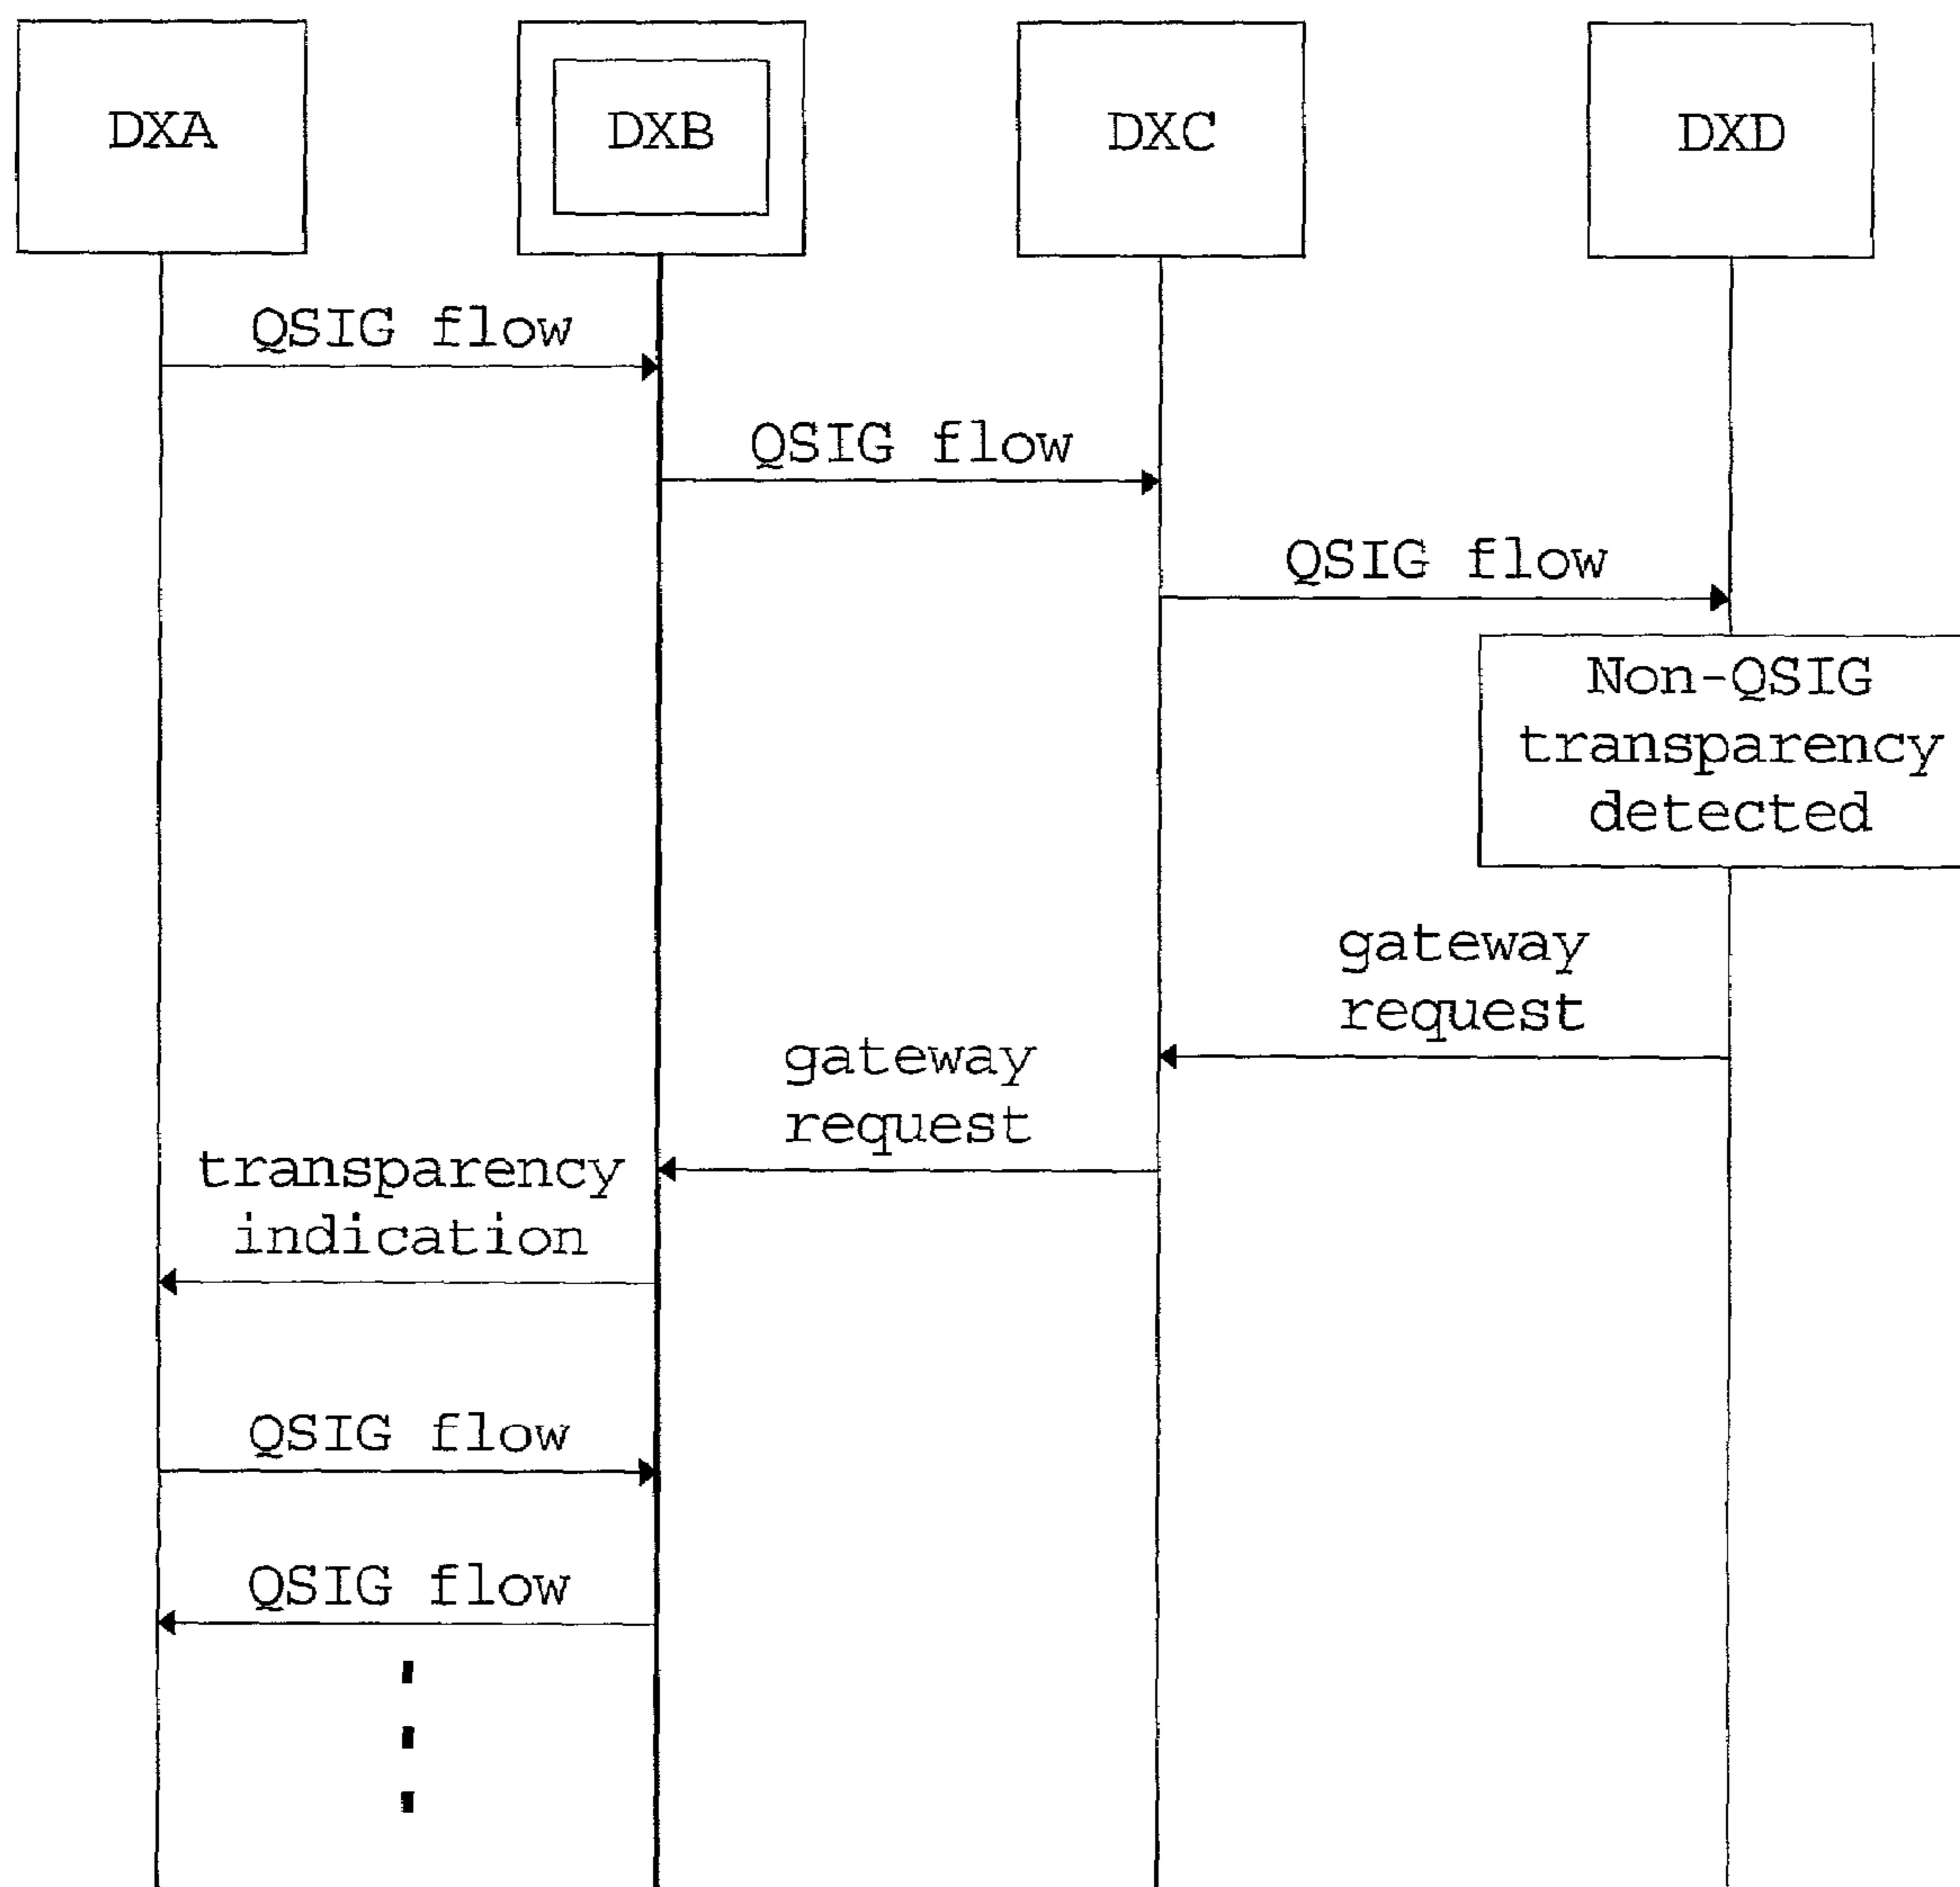 DXA
DXB
DXC
DXD
QSIG flow
QSIG flow
QSIG flow
Non-QSIG
transparency
detected
gateway
request
gateway
request
transparency
indication
QSIG flow
QSIG flow